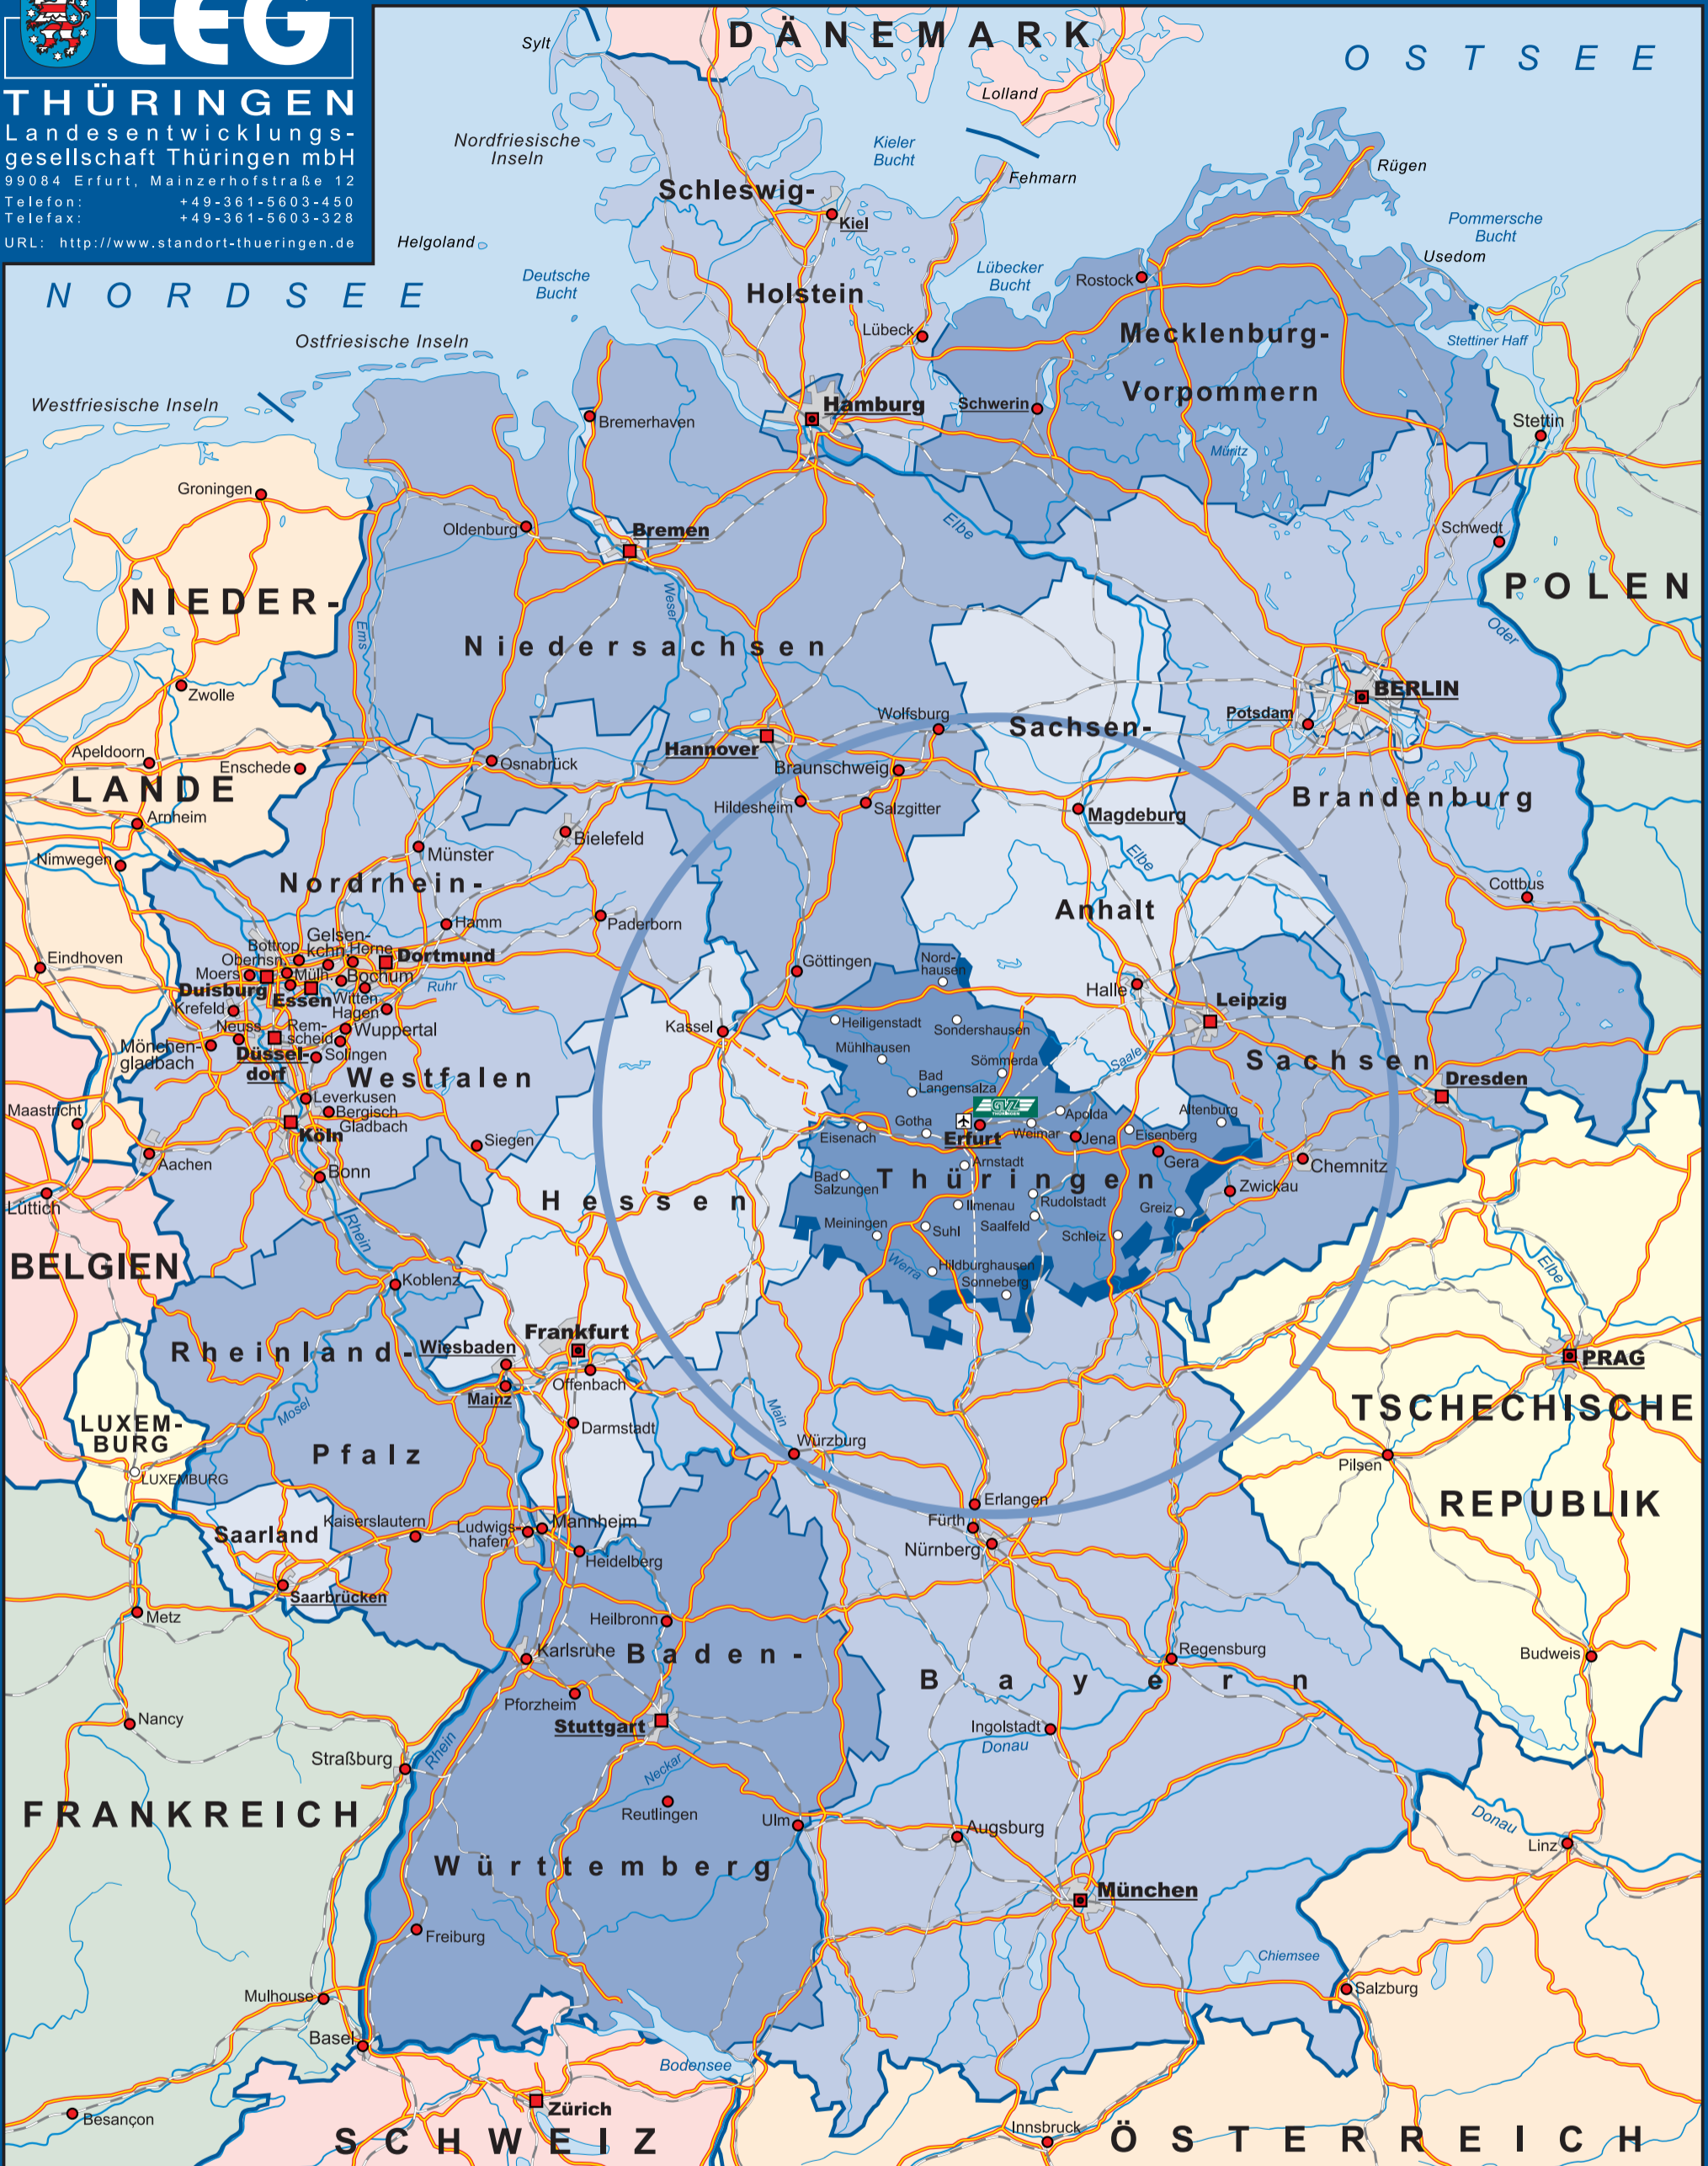 LEG
THÜRINGEN
Landesentwicklungs-
gesellschaft Thüringen mbH
99084 Erfurt, Mainzerhofstraße 12
Telefon: +49-361-5603-450
Telefax: +49-361-5603-328
URL: http://www.standort-thueringen.de
DÄNEMARK
OSTSEE
Sylt
Lolland
Nordfriesische
Inseln
Kieler
Bucht
Fehmarn
Rügen
Schleswig-
Kiel
Pommersche
Bucht
Helgoland
Usedom
Deutsche
Bucht
Lübecker
Bucht
Rostock
NORDSEE
Holstein
Lübeck
Mecklenburg-
Stettiner Haff
Ostfriesische Inseln
Vorpommern
Westfriesische Inseln
Hamburg
Schwerin
Bremerhaven
Stettin
Müritz
Groningen
Oldenburg
Bremen
Elbe
Schwedt
POLEN
NIEDER-
Ems
Weser
Oder
Niedersachsen
Zwolle
BERLIN
Potsdam
Wolfsburg
Sachsen-
Hannover
Apeldoorn
Enschede
Osnabrück
Braunschweig
LANDE
Brandenburg
Hildesheim
Salzgitter
Magdeburg
Arnheim
Bielefeld
Nimwegen
Münster
Elbe
Nordrhein-
Cottbus
Anhalt
Hamm
Paderborn
Gelsen-
kchn.
Bottrop
Herne
Dortmund
Eindhoven
Oberhsn.
Göttingen
Nord-
hausen
Moers
Mülh.
Bochum
Duisburg
Essen
Witten
Ruhr
Halle
Leipzig
Krefeld
Hagen
Neuss
Rem-
scheid
Wuppertal
Kassel
Heiligenstadt
Sondershausen
Mönchen-
gladbach
Düssel-
dorf
Solingen
Mühlhausen
Sömmerda
Saale
Sachsen
Westfalen
Bad
Langensalza
Dresden
Leverkusen
Maastricht
Bergisch
Gladbach
GVZ
THÜRINGEN
Apolda
Altenburg
Köln
Gotha
Eisenach
Erfurt
Weimar
Jena
Eisenberg
Siegen
Aachen
Arnstadt
Gera
Chemnitz
Bonn
Bad
Salzungen
Thüringen
Zwickau
Lüttich
Hessen
Ilmenau
Rudolstadt
Greiz
Rhein
Meiningen
Suhl
Saalfeld
Schleiz
BELGIEN
Werra
Hildburghausen
Sonneberg
Elbe
Koblenz
Frankfurt
Rheinland-
Wiesbaden
PRAG
Offenbach
Mainz
TSCHECHISCHE
Mosel
Main
LUXEM-
BURG
Darmstadt
Pfalz
Würzburg
Pilsen
LUXEMBURG
Erlangen
REPUBLIK
Kaiserslautern
Ludwigs-
hafen
Mannheim
Fürth
Saarland
Nürnberg
Heidelberg
Saarbrücken
Metz
Heilbronn
Karlsruhe
Baden-
Regensburg
Budweis
Bayern
Pforzheim
Nancy
Stuttgart
Ingolstadt
Donau
Straßburg
Rhein
Neckar
Reutlingen
FRANKREICH
Ulm
Augsburg
Donau
Linz
Württemberg
München
Freiburg
Chiemsee
Salzburg
Mulhouse
Basel
Bodensee
Zürich
Besançon
Innsbruck
SCHWEIZ
ÖSTERREICH